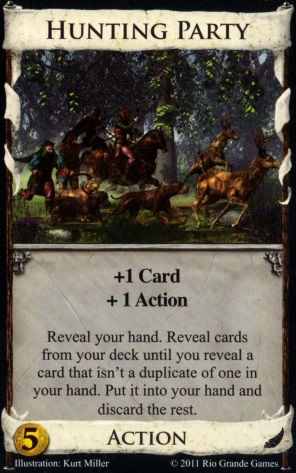 HUNTING PARTY
+1 Card
+ 1 Action
Reveal your hand. Reveal cards
from your deck until you reveal a
card that isn't a duplicate of one in
your hand. Put it into your hand and
discard the rest.
5
ACTION
Illustration: Kurt Miller
© 2011 Rio Grande Games